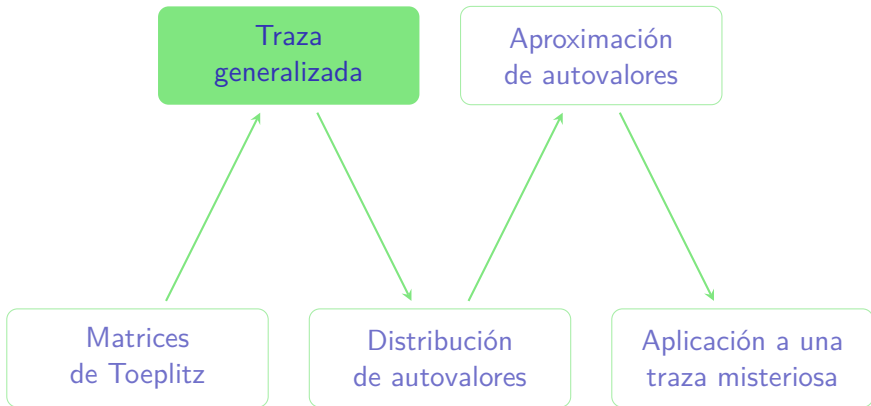 Traza
generalizada
Aproximación
de autovalores
Matrices
de Toeplitz
Distribución
de autovalores
Aplicación a una
traza misteriosa